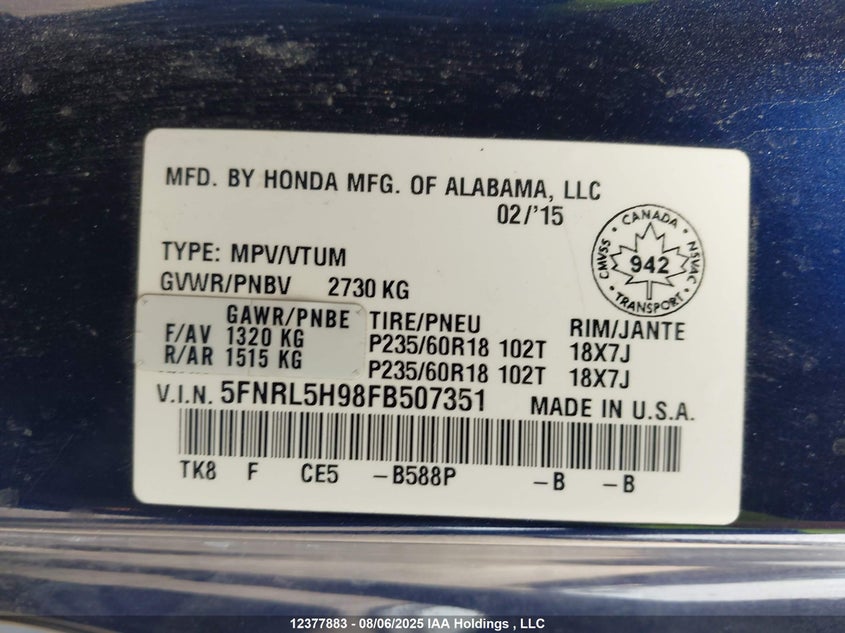 MFD. BY HONDA MFG. OF ALABAMA, LLC
02/'15
TYPE: MPV/VTUM
GVWR/PNBV 2730 KG
GAWR/PNBE TIRE/PNEU RIM/JANTE
F/AV 1320 KG P235/60R18 102T 18X7J
R/AR 1515 KG P235/60R18 102T 18X7J
V.I.N. 5FNRL5H98FB507351 MADE IN U.S.A.
TK8 F CE5 -B588P -B -B
CANADA
CMVSS 942 NSVAC
TRANSPORT
12377883 - 08/06/2025 IAA Holdings , LLC